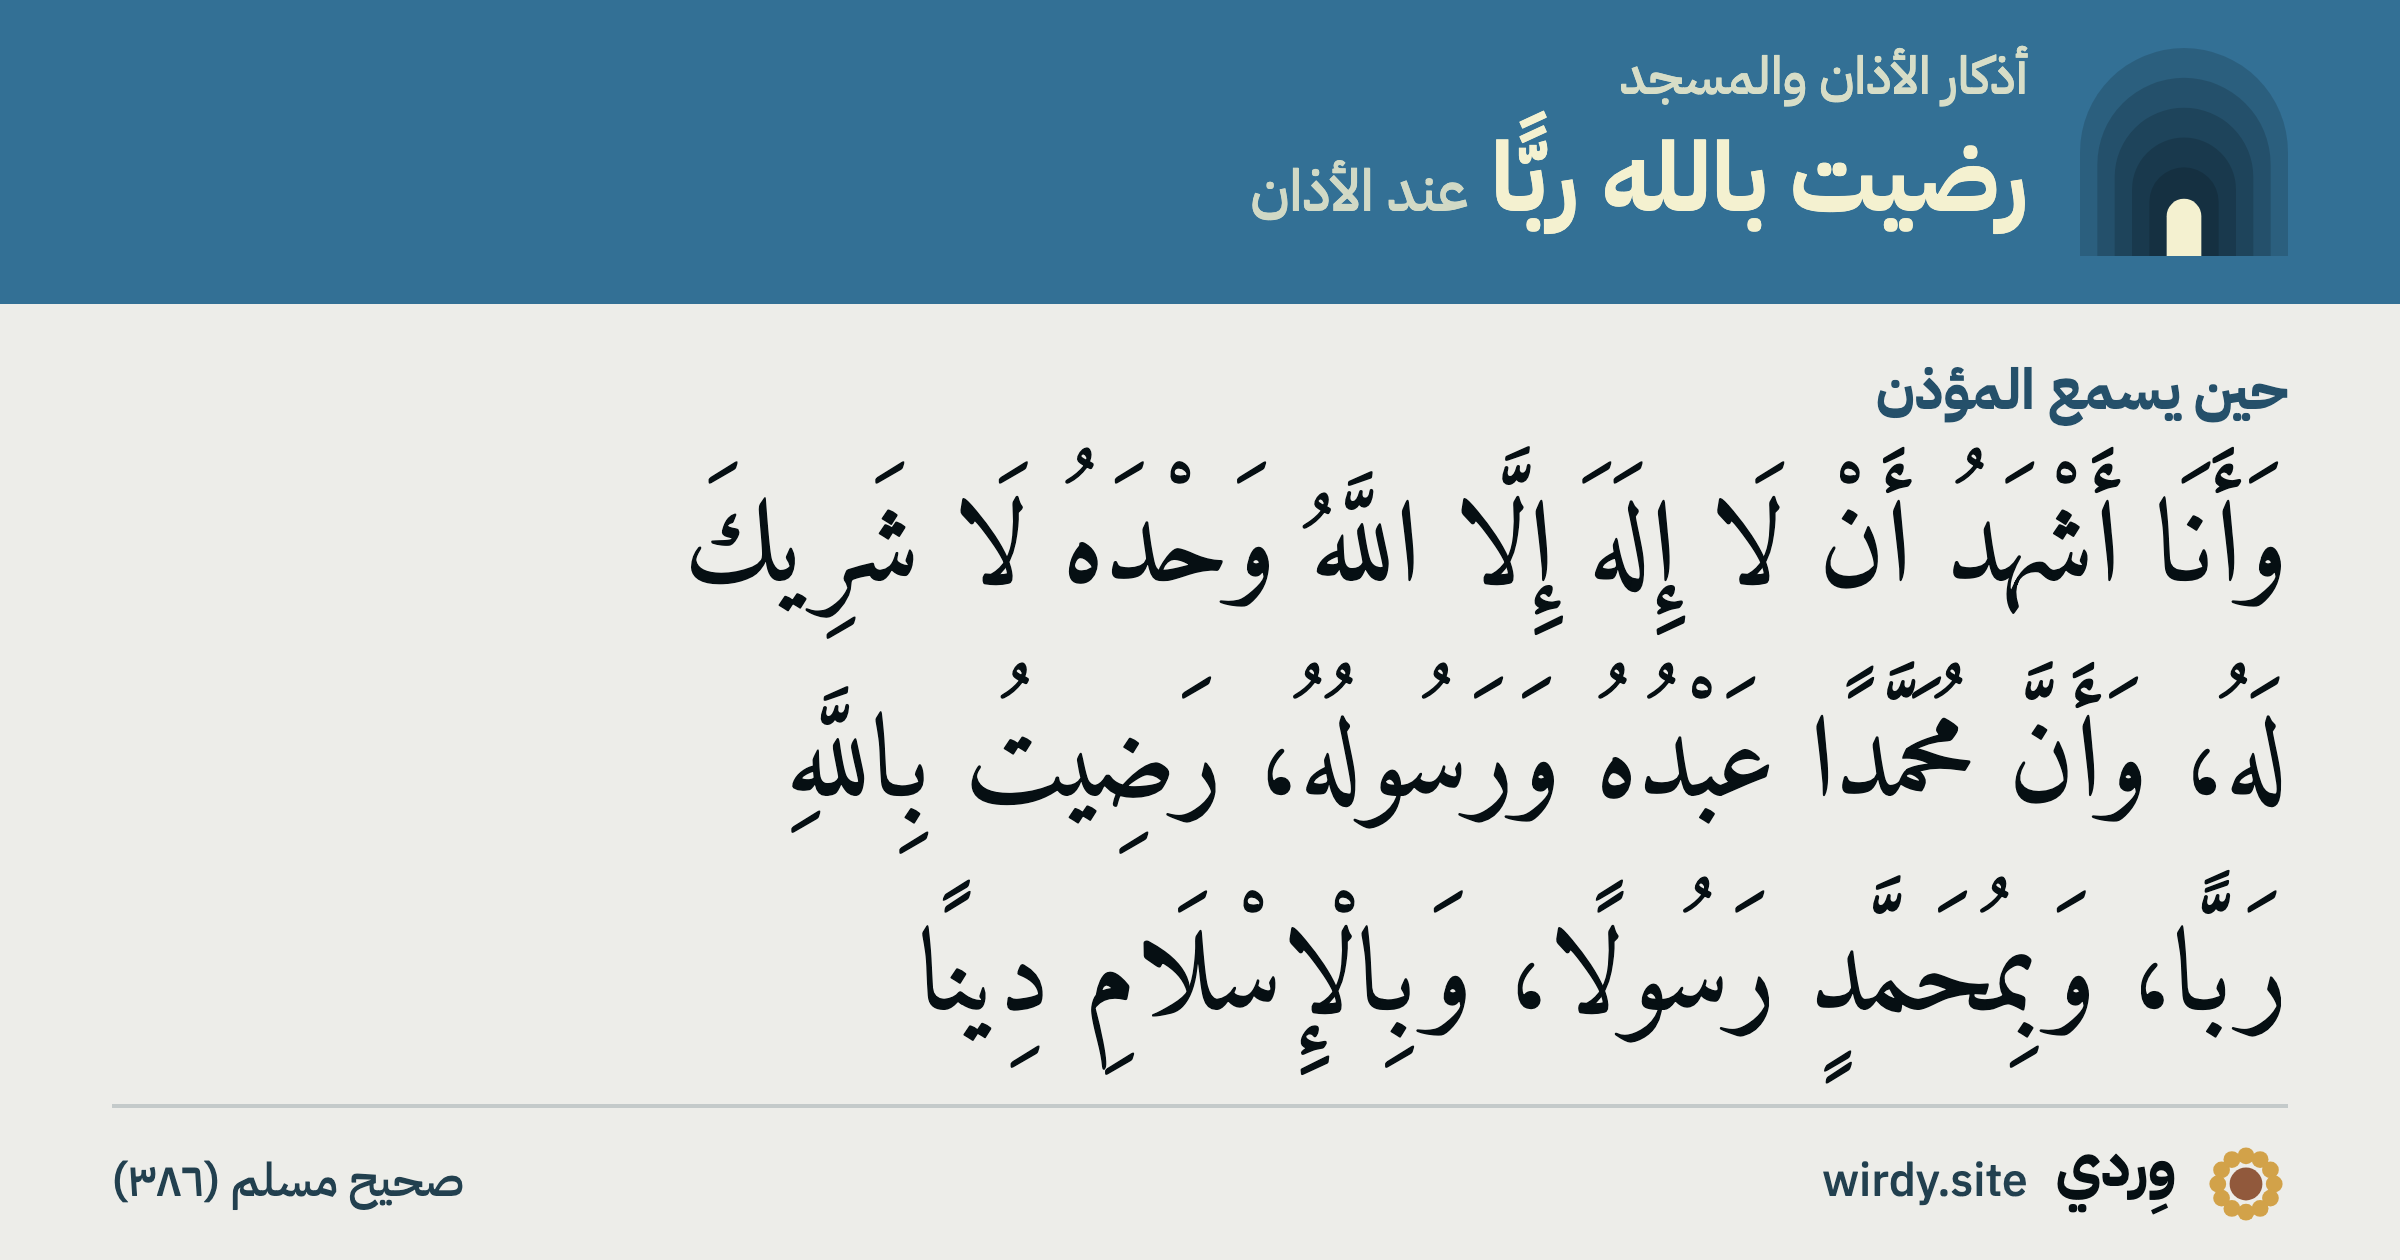 أذكار الأذان والمسجد
رضيت بالله ربًّا عند الأذان
حين يسمع المؤذن
وَأَنَا أَشْهَدُ أَنْ لَا إِلَهَ إِلَّا اللَّهُ وَحْدَهُ لَا شَرِيكَ
لَهُ، وَأَنَّ مُحَمَّدًا عَبْدُهُ وَرَسُولُهُ، رَضِيتُ بِاللَّهِ
رَبًّا، وَبِمُحَمَّدٍ رَسُولًا، وَبِالْإِسْلَامِ دِينًا
وِردي wirdy.site
صحيح مسلم (٣٨٦)